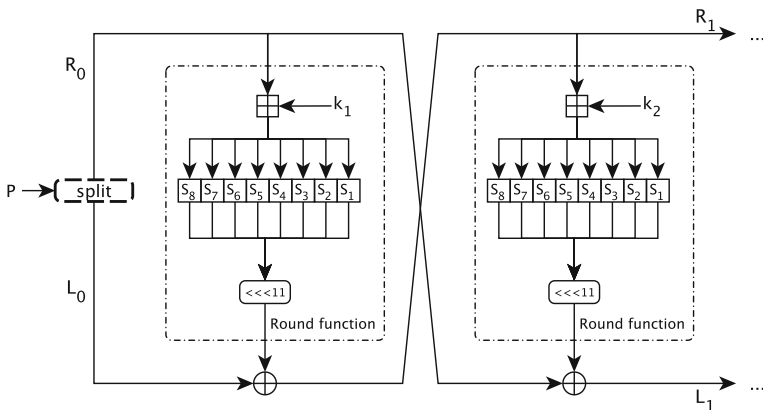 R1
...
R0
k1
k2
P
split
S8 S7 S6 S5 S4 S3 S2 S1
S8 S7 S6 S5 S4 S3 S2 S1
L0
<<<11
<<<11
Round function
Round function
L1
...